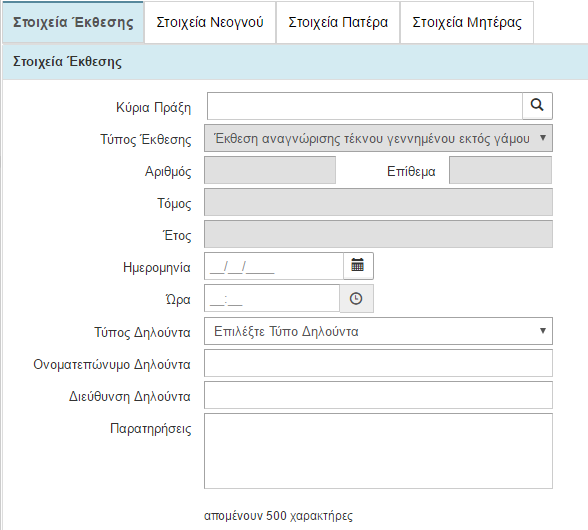 Στοιχεία Έκθεσης Στοιχεία Νεογνού Στοιχεία Πατέρα Στοιχεία Μητέρας
Στοιχεία Έκθεσης
Κύρια Πράξη
Τύπος Έκθεσης Έκθεση αναγνώρισης τέκνου γεννημένου εκτός γάμου
Αριθμός Επίθεμα
Τόμος
Έτος
Ημερομηνία __/__/____
Ώρα __:__
Τύπος Δηλούντα Επιλέξτε Τύπο Δηλούντα
Ονοματεπώνυμο Δηλούντα
Διεύθυνση Δηλούντα
Παρατηρήσεις
απομένουν 500 χαρακτήρες